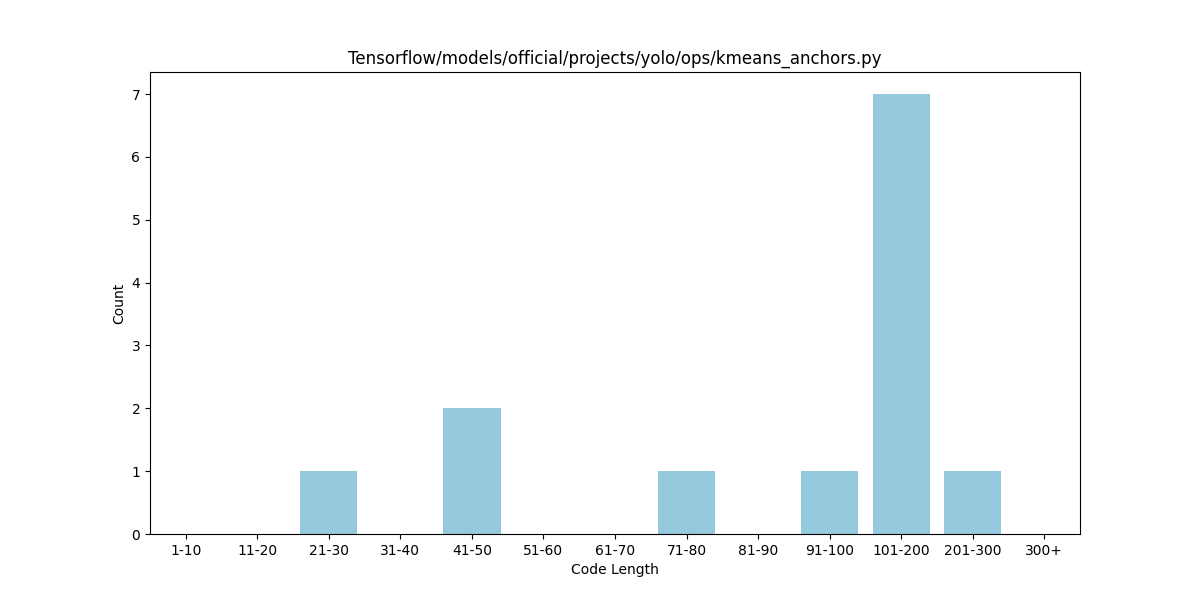 Tensorflow/models/official/projects/yolo/ops/kmeans_anchors.py
7
6
5
4
3
2
1
0
Count
1-10 11-20 21-30 31-40 41-50 51-60 61-70 71-80 81-90 91-100 101-200 201-300 300+
Code Length